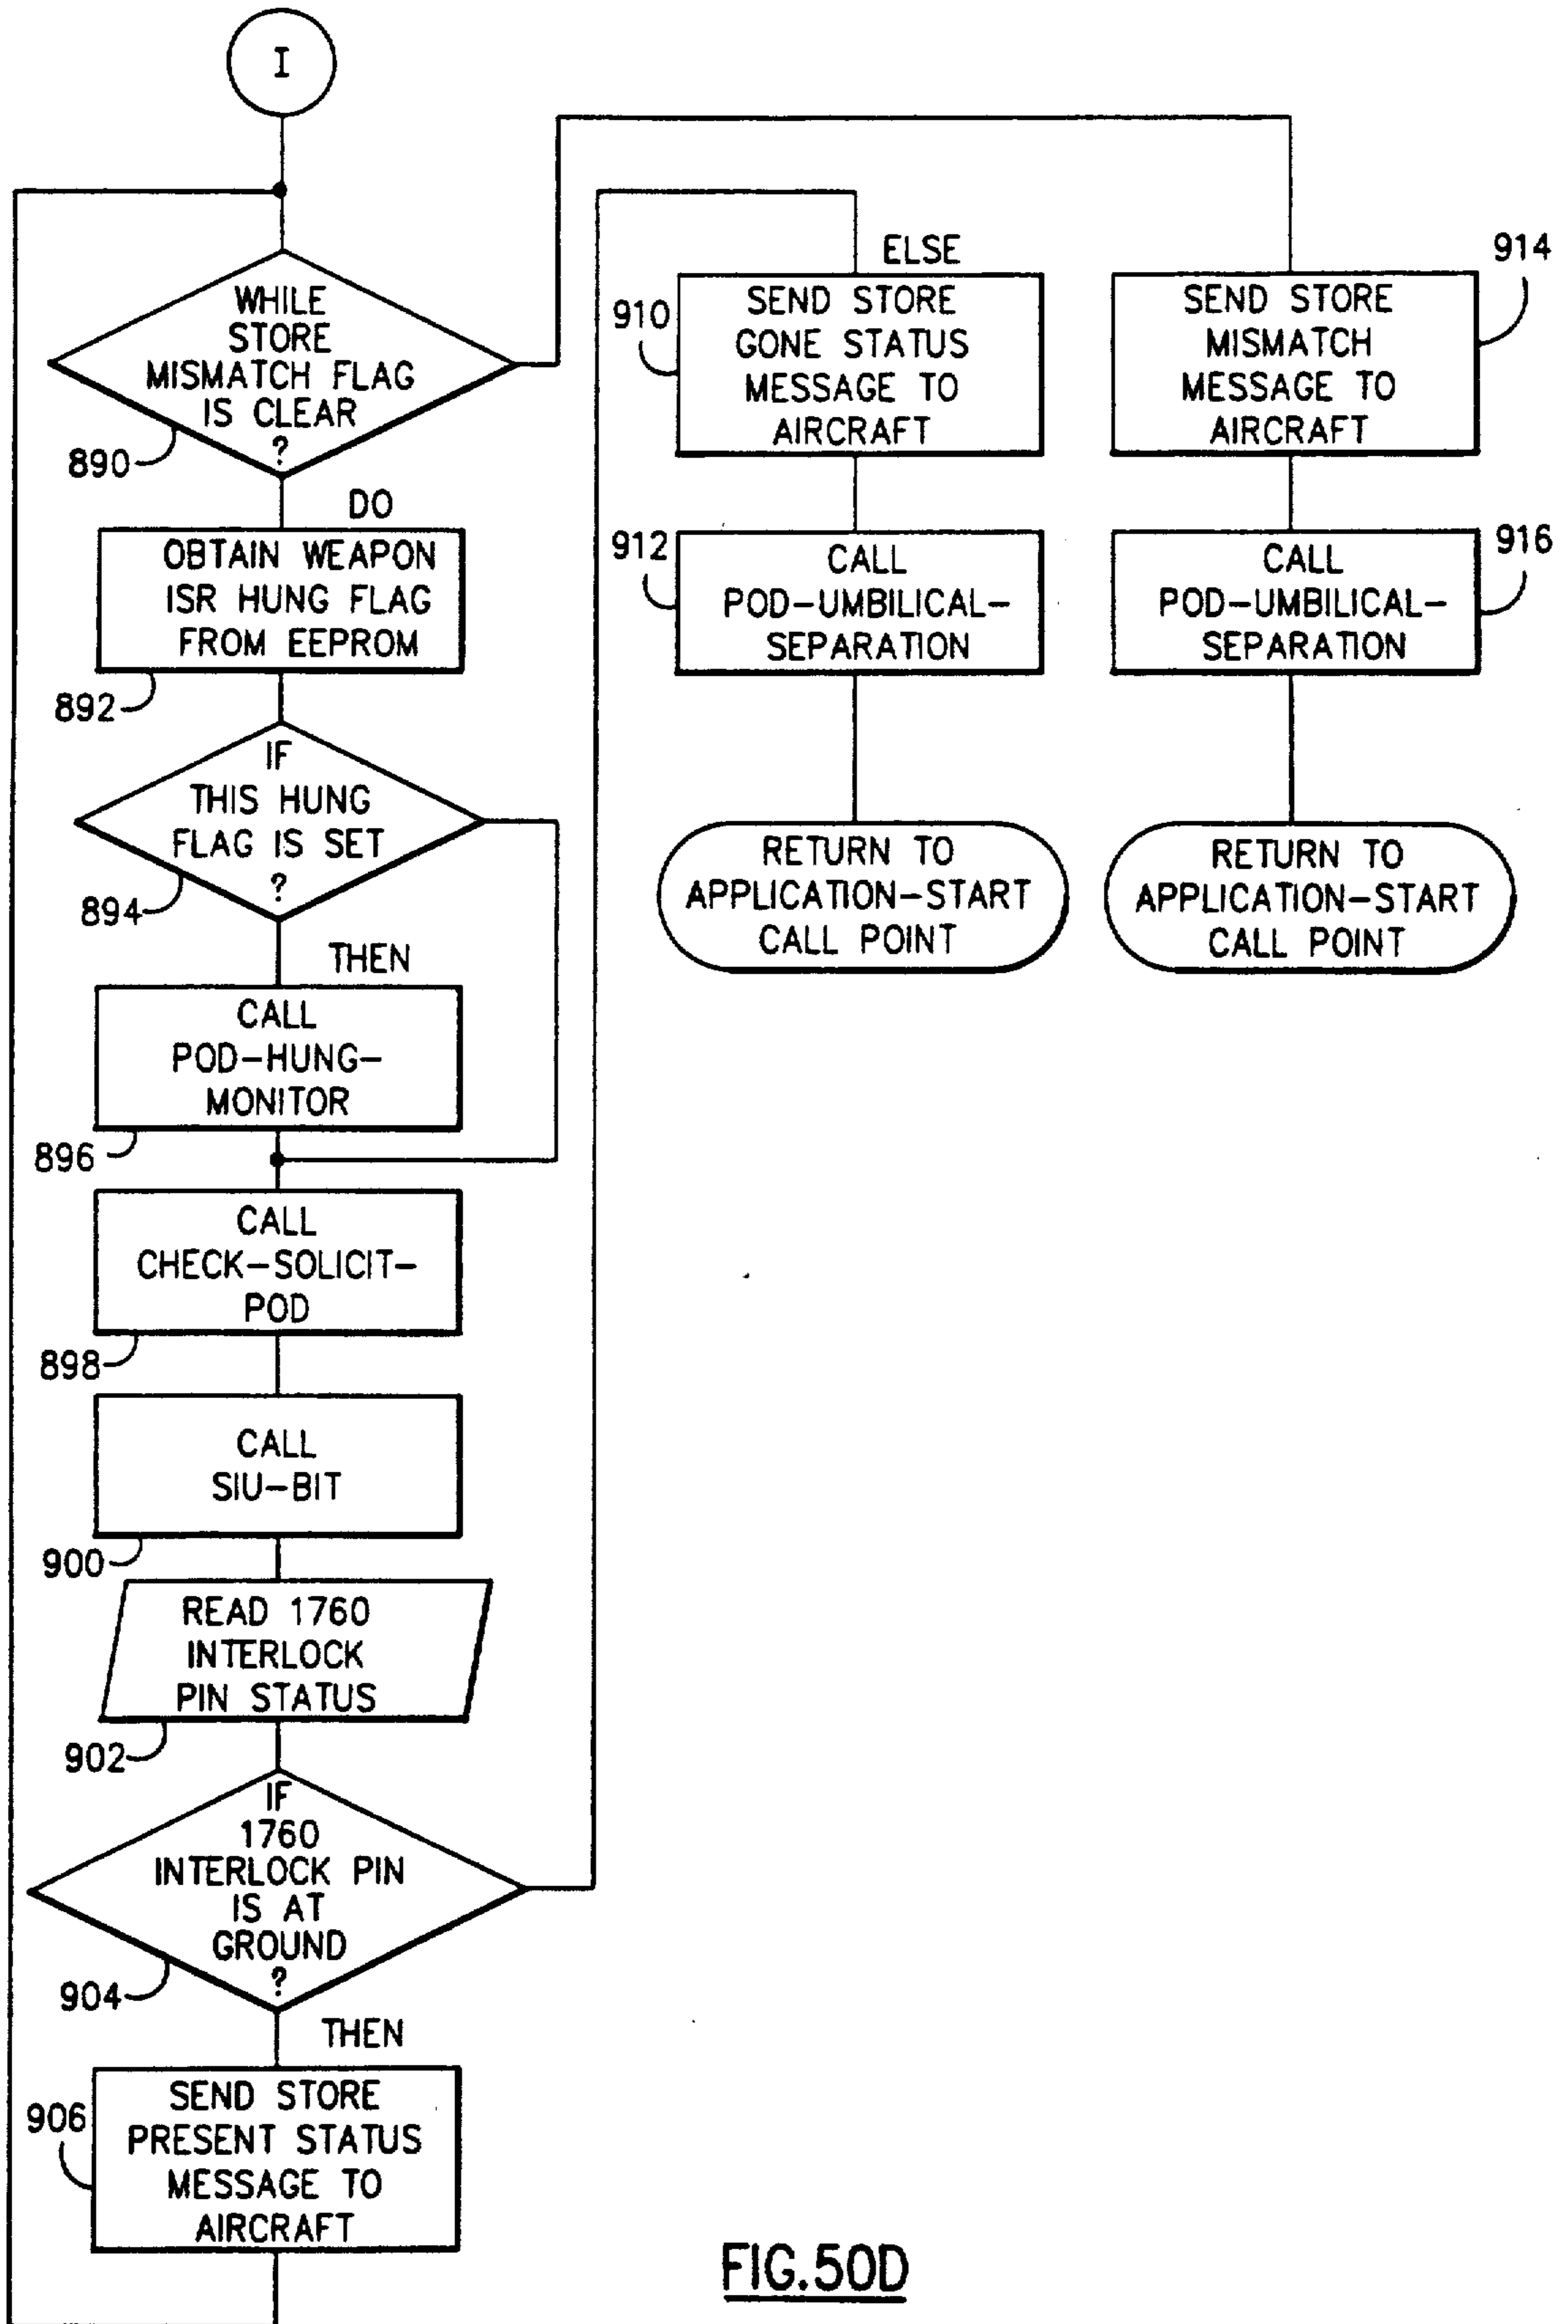 I
WHILE
STORE
MISMATCH FLAG
IS CLEAR
?
890
DO
OBTAIN WEAPON
ISR HUNG FLAG
FROM EEPROM
892
IF
THIS HUNG
FLAG IS SET
?
894
THEN
CALL
POD-HUNG-
MONITOR
896
CALL
CHECK-SOLICIT-
POD
898
CALL
SIU-BIT
900
READ 1760
INTERLOCK
PIN STATUS
902
IF
1760
INTERLOCK PIN
IS AT
GROUND
?
904
THEN
906
SEND STORE
PRESENT STATUS
MESSAGE TO
AIRCRAFT
ELSE
910
SEND STORE
GONE STATUS
MESSAGE TO
AIRCRAFT
912
CALL
POD-UMBILICAL-
SEPARATION
RETURN TO
APPLICATION-START
CALL POINT
914
SEND STORE
MISMATCH
MESSAGE TO
AIRCRAFT
916
CALL
POD-UMBILICAL-
SEPARATION
RETURN TO
APPLICATION-START
CALL POINT
FIG.50D